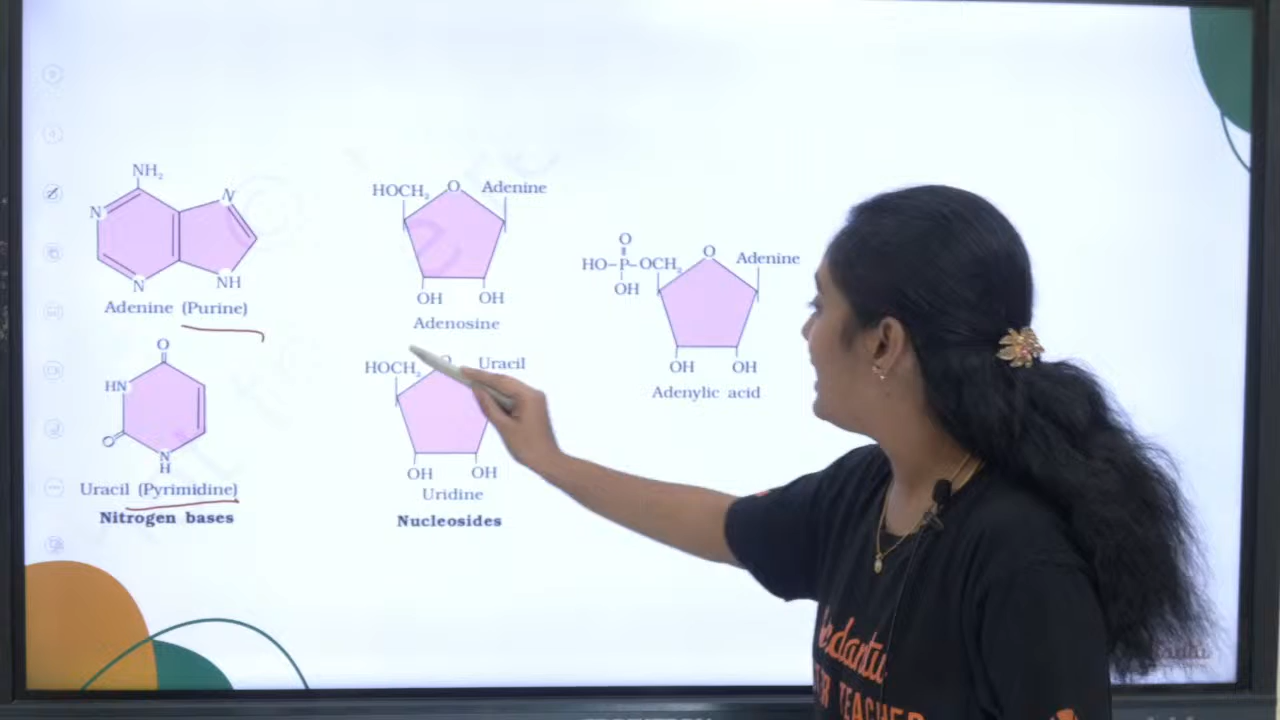 NH₂
N
N
N
NH
Adenine (Purine)
O
HN
O
N
H
Uracil (Pyrimidine)
Nitrogen bases
HOCH₂
O
Adenine
OH
OH
Adenosine
HOCH₂
O
Uracil
OH
OH
Uridine
Nucleosides
O
HO-P-OCH₂
O
Adenine
OH
OH
OH
Adenylic acid
TEACHER